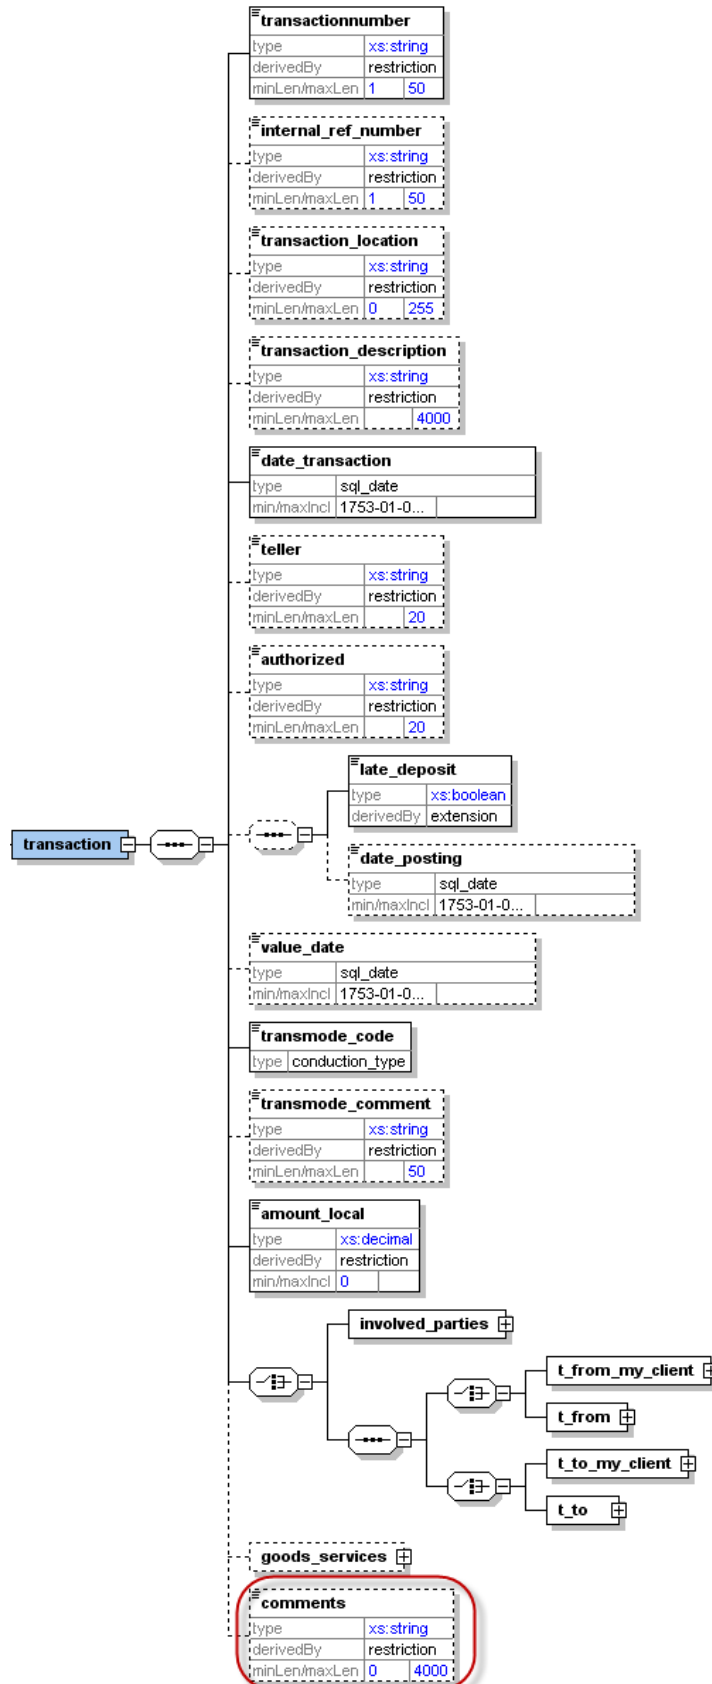 transactionnumber
type xs:string
derivedBy restriction
minLen/maxLen 1 50
internal_ref_number
type xs:string
derivedBy restriction
minLen/maxLen 1 50
transaction_location
type xs:string
derivedBy restriction
minLen/maxLen 0 255
transaction_description
type xs:string
derivedBy restriction
minLen/maxLen 4000
date_transaction
type sql_date
min/maxIncl 1753-01-0...
teller
type xs:string
derivedBy restriction
minLen/maxLen 20
authorized
type xs:string
derivedBy restriction
minLen/maxLen 20
late_deposit
type xs:boolean
derivedBy extension
transaction
date_posting
type sql_date
min/maxIncl 1753-01-0...
value_date
type sql_date
min/maxIncl 1753-01-0...
transmode_code
type conduction_type
transmode_comment
type xs:string
derivedBy restriction
minLen/maxLen 50
amount_local
type xs:decimal
derivedBy restriction
min/maxIncl 0
involved_parties
t_from_my_client
t_from
t_to_my_client
t_to
goods_services
comments
type xs:string
derivedBy restriction
minLen/maxLen 0 4000